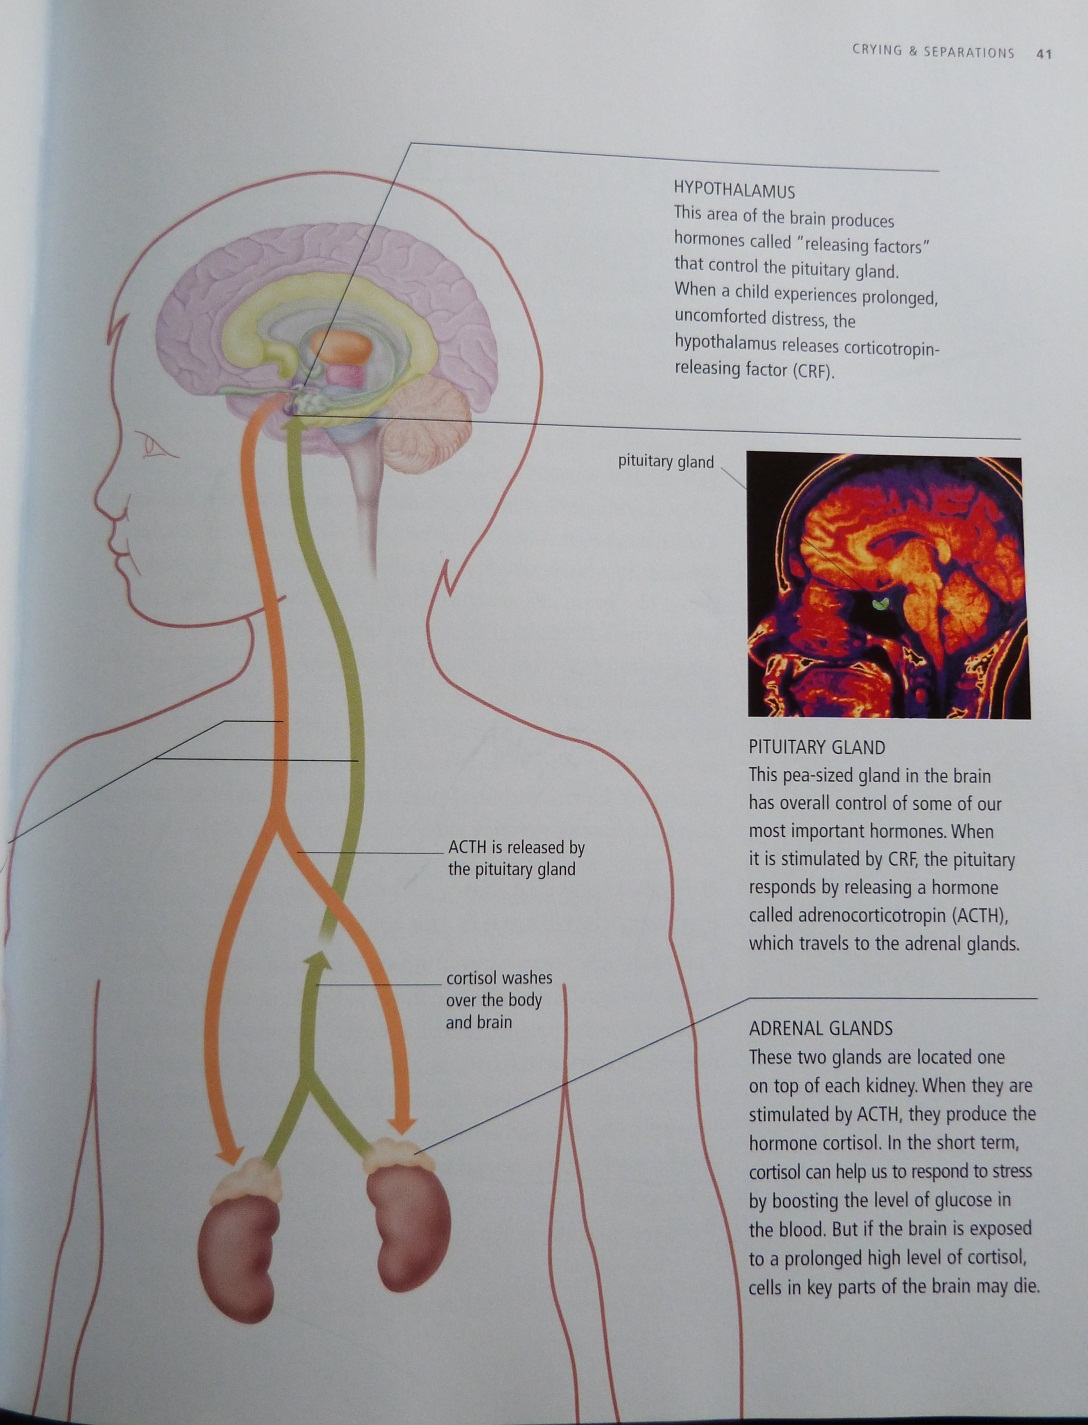 CRYING & SEPARATIONS 41
HYPOTHALAMUS
This area of the brain produces
hormones called “releasing factors”
that control the pituitary gland.
When a child experiences prolonged,
uncomforted distress, the
hypothalamus releases corticotropin-
releasing factor (CRF).
pituitary gland
PITUITARY GLAND
This pea-sized gland in the brain
has overall control of some of our
most important hormones. When
it is stimulated by CRF, the pituitary
responds by releasing a hormone
called adrenocorticotropin (ACTH),
which travels to the adrenal glands.
ACTH is released by
the pituitary gland
cortisol washes
over the body
and brain
ADRENAL GLANDS
These two glands are located one
on top of each kidney. When they are
stimulated by ACTH, they produce the
hormone cortisol. In the short term,
cortisol can help us to respond to stress
by boosting the level of glucose in
the blood. But if the brain is exposed
to a prolonged high level of cortisol,
cells in key parts of the brain may die.